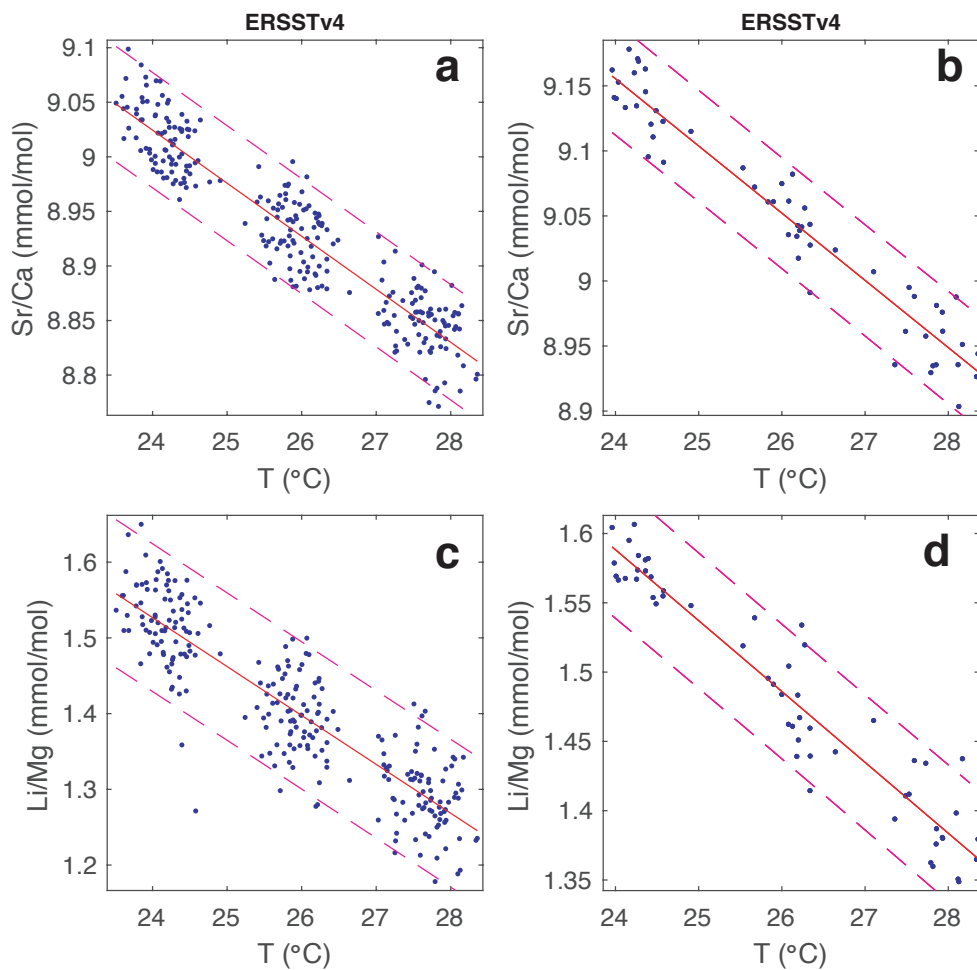 ERSSTv4
a
9.1
9.05
9
8.95
8.9
8.85
8.8
Sr/Ca (mmol/mol)
24 25 26 27 28
T (°C)
ERSSTv4
b
9.15
9.1
9.05
9
8.95
8.9
Sr/Ca (mmol/mol)
24 25 26 27 28
T (°C)
c
1.6
1.5
1.4
1.3
1.2
Li/Mg (mmol/mol)
24 25 26 27 28
T (°C)
d
1.6
1.55
1.5
1.45
1.4
1.35
Li/Mg (mmol/mol)
24 25 26 27 28
T (°C)